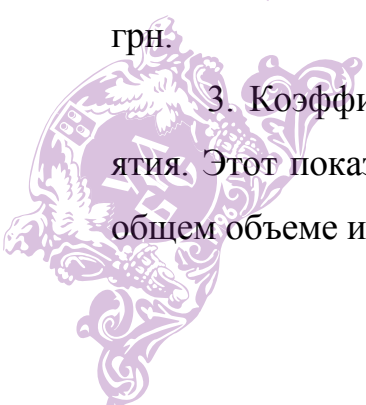 грн.
3. Коэффи
ятия. Этот пока
общем объеме и